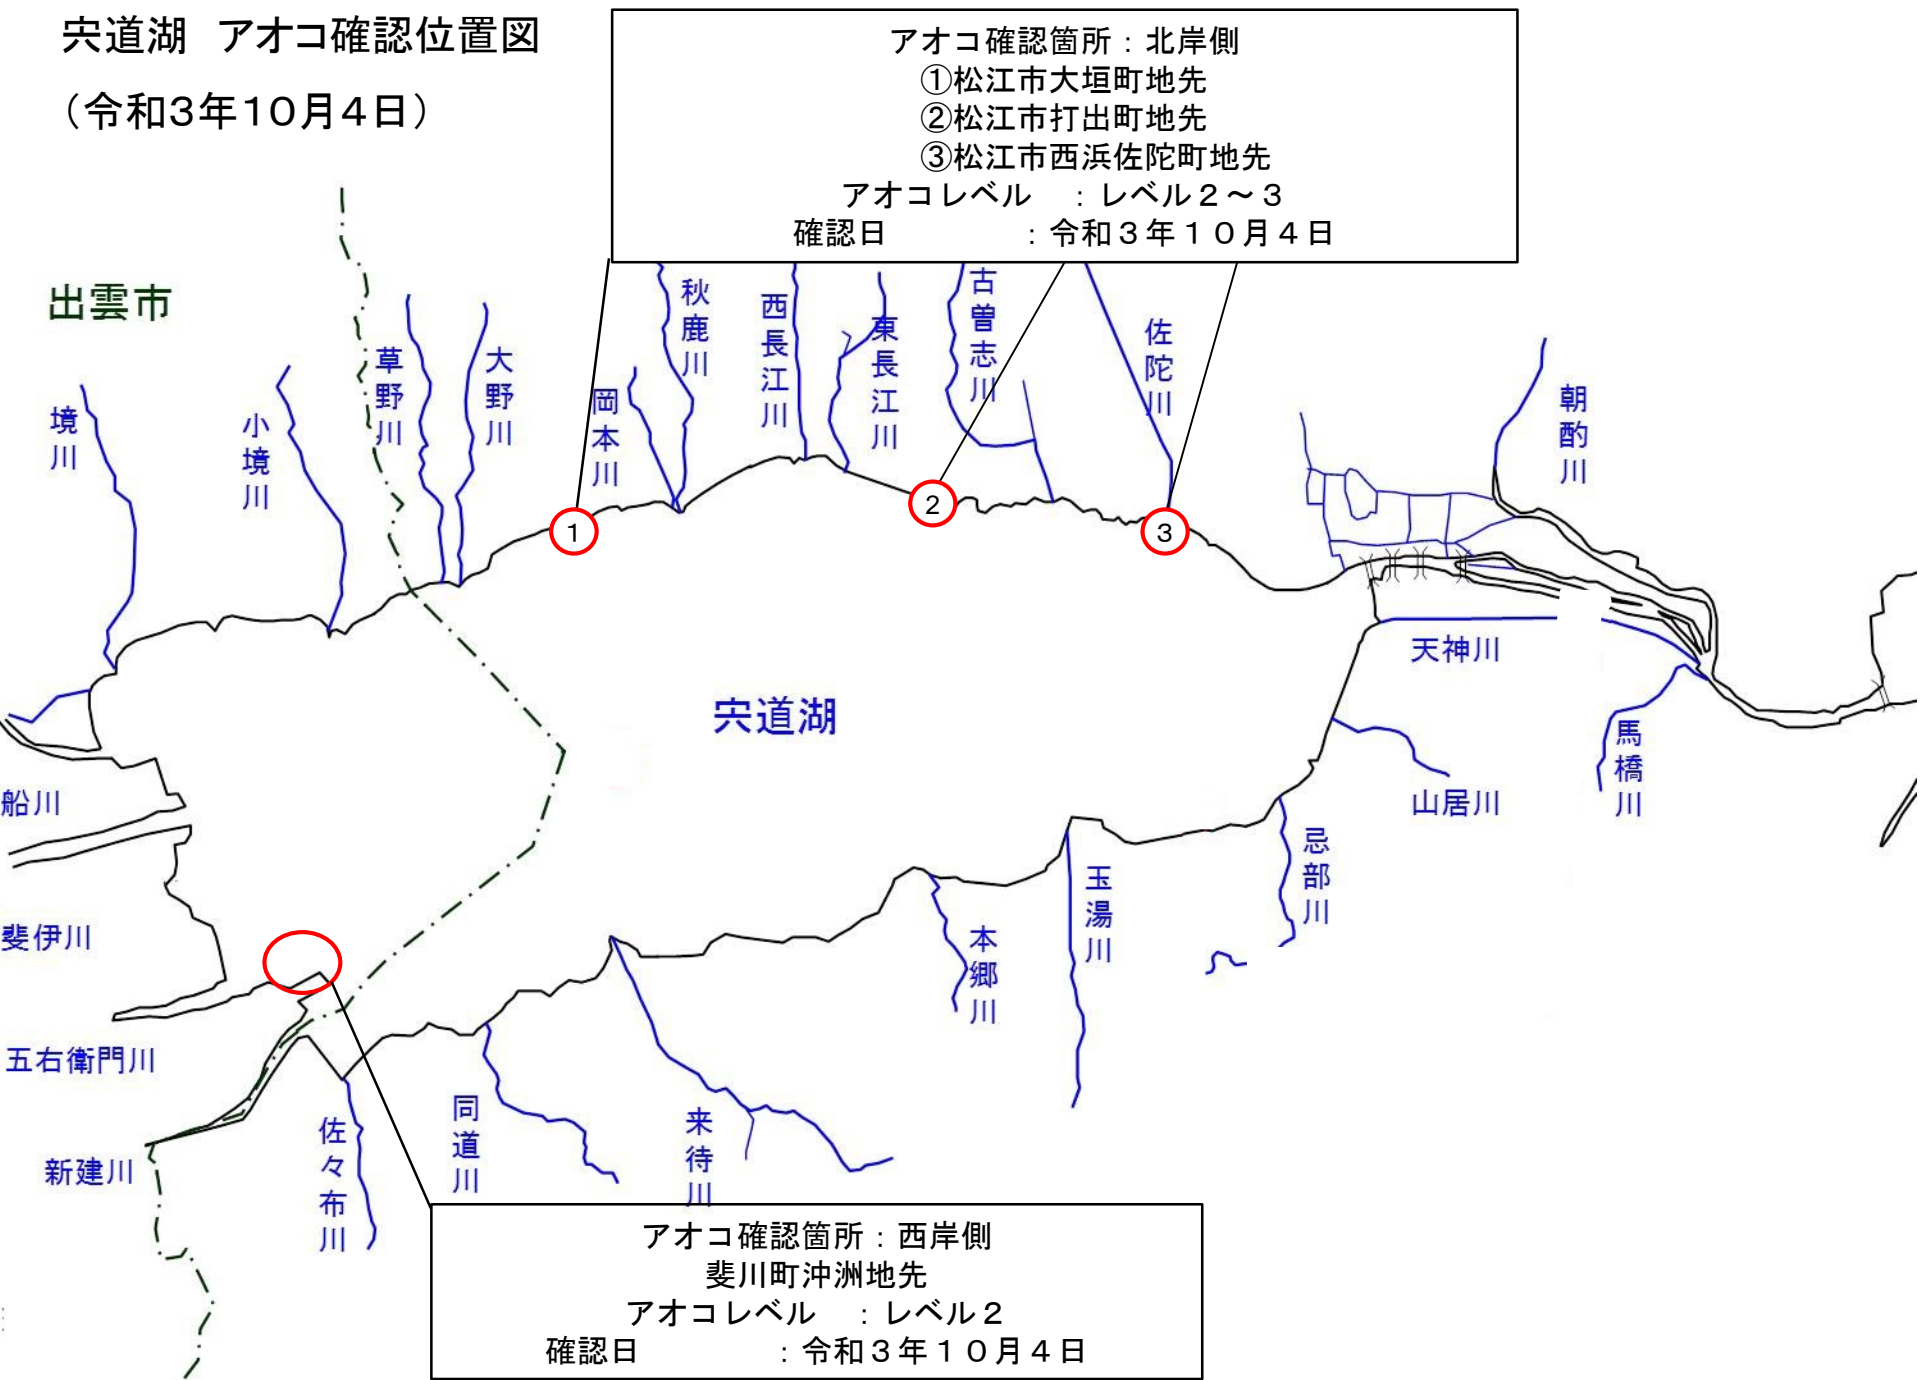 宍道湖 アオコ確認位置図
（令和3年10月4日）
アオコ確認箇所：北岸側
①松江市大垣町地先
②松江市打出町地先
③松江市西浜佐陀町地先
アオコレベル ：レベル２～３
確認日 ：令和３年１０月４日
出雲市
境川
小境川
草野川
大野川
岡本川
秋鹿川
西長江川
東長江川
古曽志川
佐陀川
朝酌川
1
2
3
宍道湖
天神川
馬橋川
山居川
忌部川
玉湯川
本郷川
船川
斐伊川
五右衛門川
新建川
佐々布川
同道川
来待川
アオコ確認箇所：西岸側
斐川町沖洲地先
アオコレベル ：レベル２
確認日 ：令和３年１０月４日